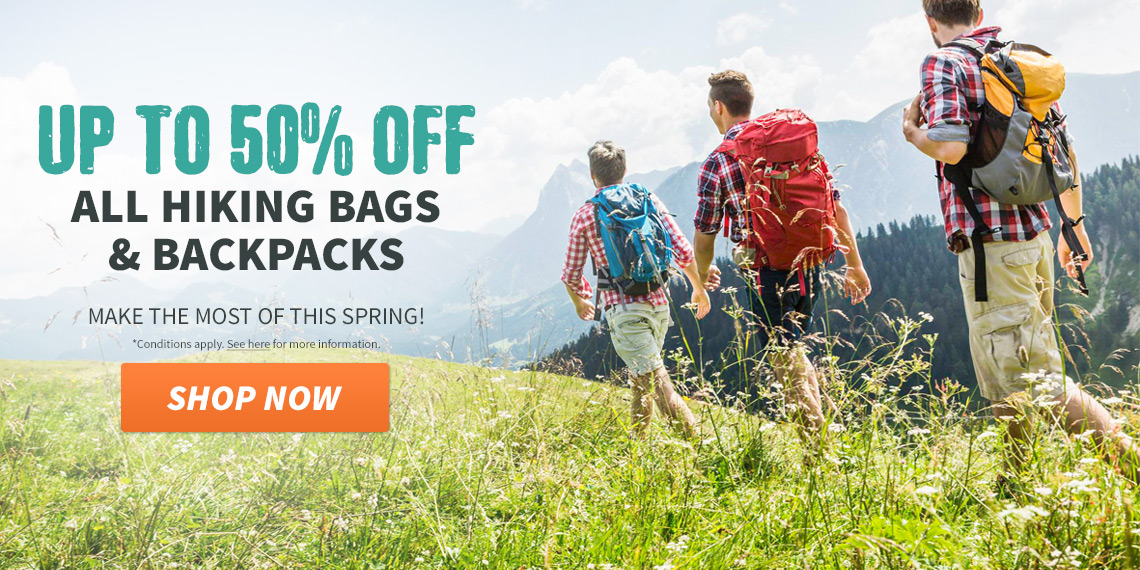 UP TO 50% OFF
ALL HIKING BAGS
& BACKPACKS
MAKE THE MOST OF THIS SPRING!
*Conditions apply. See here for more information.
SHOP NOW